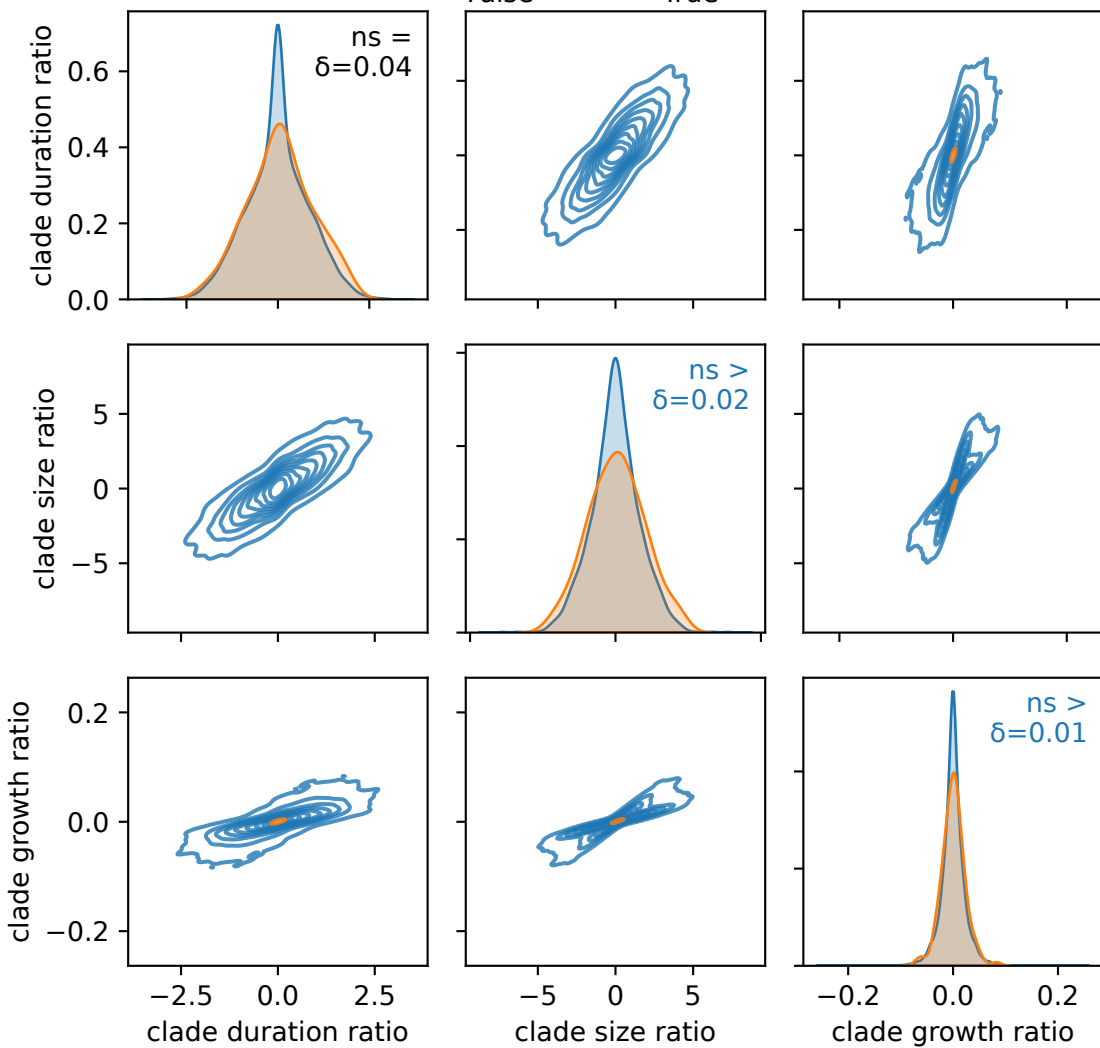 clade duration ratio
0.6
0.4
0.2
0.0
ns =
δ=0.04
clade size ratio
5
0
−5
ns >
δ=0.02
clade growth ratio
0.2
0.0
−0.2
ns >
δ=0.01
−2.5 0.0 2.5
−5 0 5
−0.2 0.0 0.2
clade duration ratio
clade size ratio
clade growth ratio